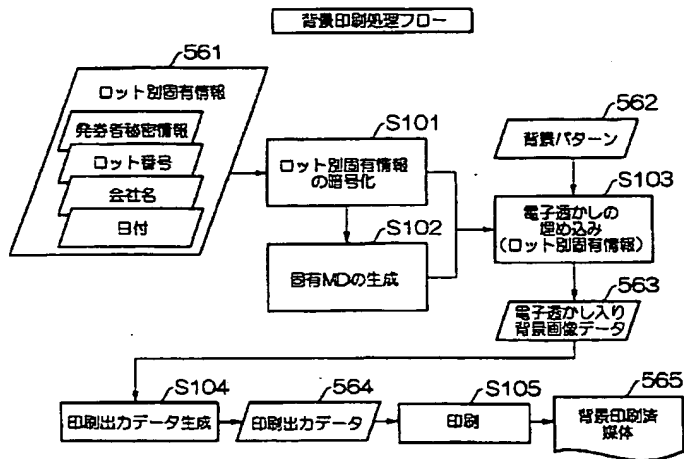 背景印刷処理フロー
561
ロット別固有情報
発券者秘密情報
ロット番号
会社名
日付
S101
ロット別固有情報
の暗号化
S102
固有MDの生成
562
背景パターン
S103
電子透かしの
埋め込み
(ロット別固有情報)
563
電子透かし入り
背景画像データ
S104
印刷出力データ生成
564
印刷出力データ
S105
印刷
565
背景印刷済
媒体